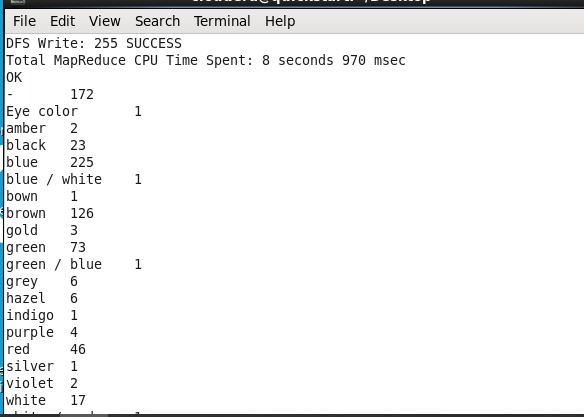 File Edit View Search Terminal Help
DFS Write: 255 SUCCESS
Total MapReduce CPU Time Spent: 8 seconds 970 msec
OK
- 172
Eye color 1
amber 2
black 23
blue 225
blue / white 1
bown 1
brown 126
gold 3
green 73
green / blue 1
grey 6
hazel 6
indigo 1
purple 4
red 46
silver 1
violet 2
white 17